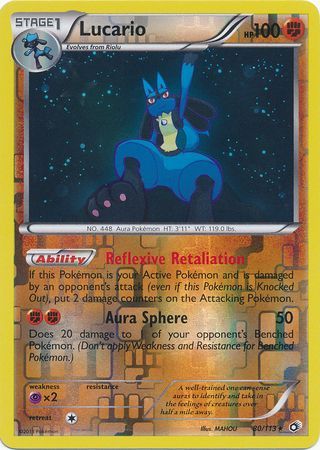 STAGE1
Lucario
HP100
Evolves from Riolu
NO. 448 Aura Pokémon HT: 3'11" WT: 119.0 lbs.
Ability Reflexive Retaliation
If this Pokémon is your Active Pokémon and is damaged
by an opponent's attack (even if this Pokémon is Knocked
Out), put 2 damage counters on the Attacking Pokémon.
Aura Sphere 50
Does 20 damage to 1 of your opponent's Benched
Pokémon. (Don't apply Weakness and Resistance for Benched
Pokémon.)
weakness resistance
×2
retreat
A well-trained one can sense
auras to identify and take in
the feelings of creatures over
half a mile away.
©2013 Pokémon
Illus. MAHOU 80/113 ★